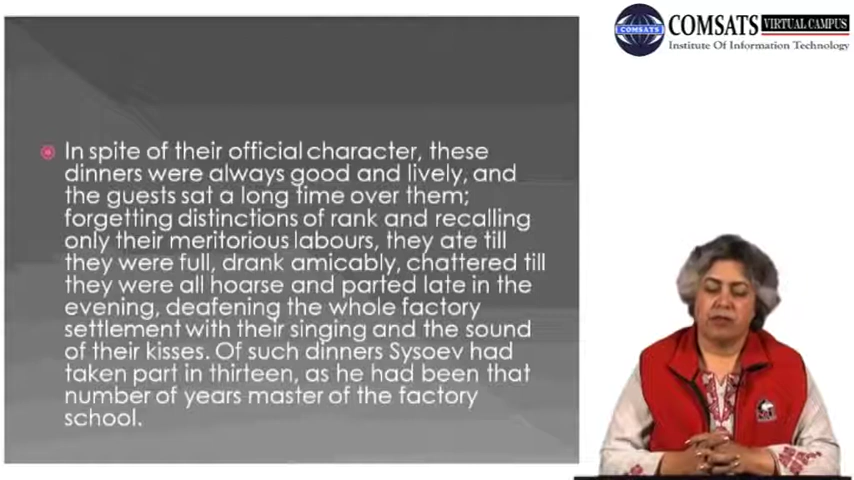 COMSATS VIRTUAL CAMPUS
Institute Of Information Technology
COMSATS
In spite of their official character, these
dinners were always good and lively, and
the guests sat a long time over them;
forgetting distinctions of rank and recalling
only their meritorious labours, they ate till
they were full, drank amicably, chattered till
they were all hoarse and parted late in the
evening, deafening the whole factory
settlement with their singing and the sound
of their kisses. Of such dinners Sysoev had
taken part in thirteen, as he had been that
number of years master of the factory
school.